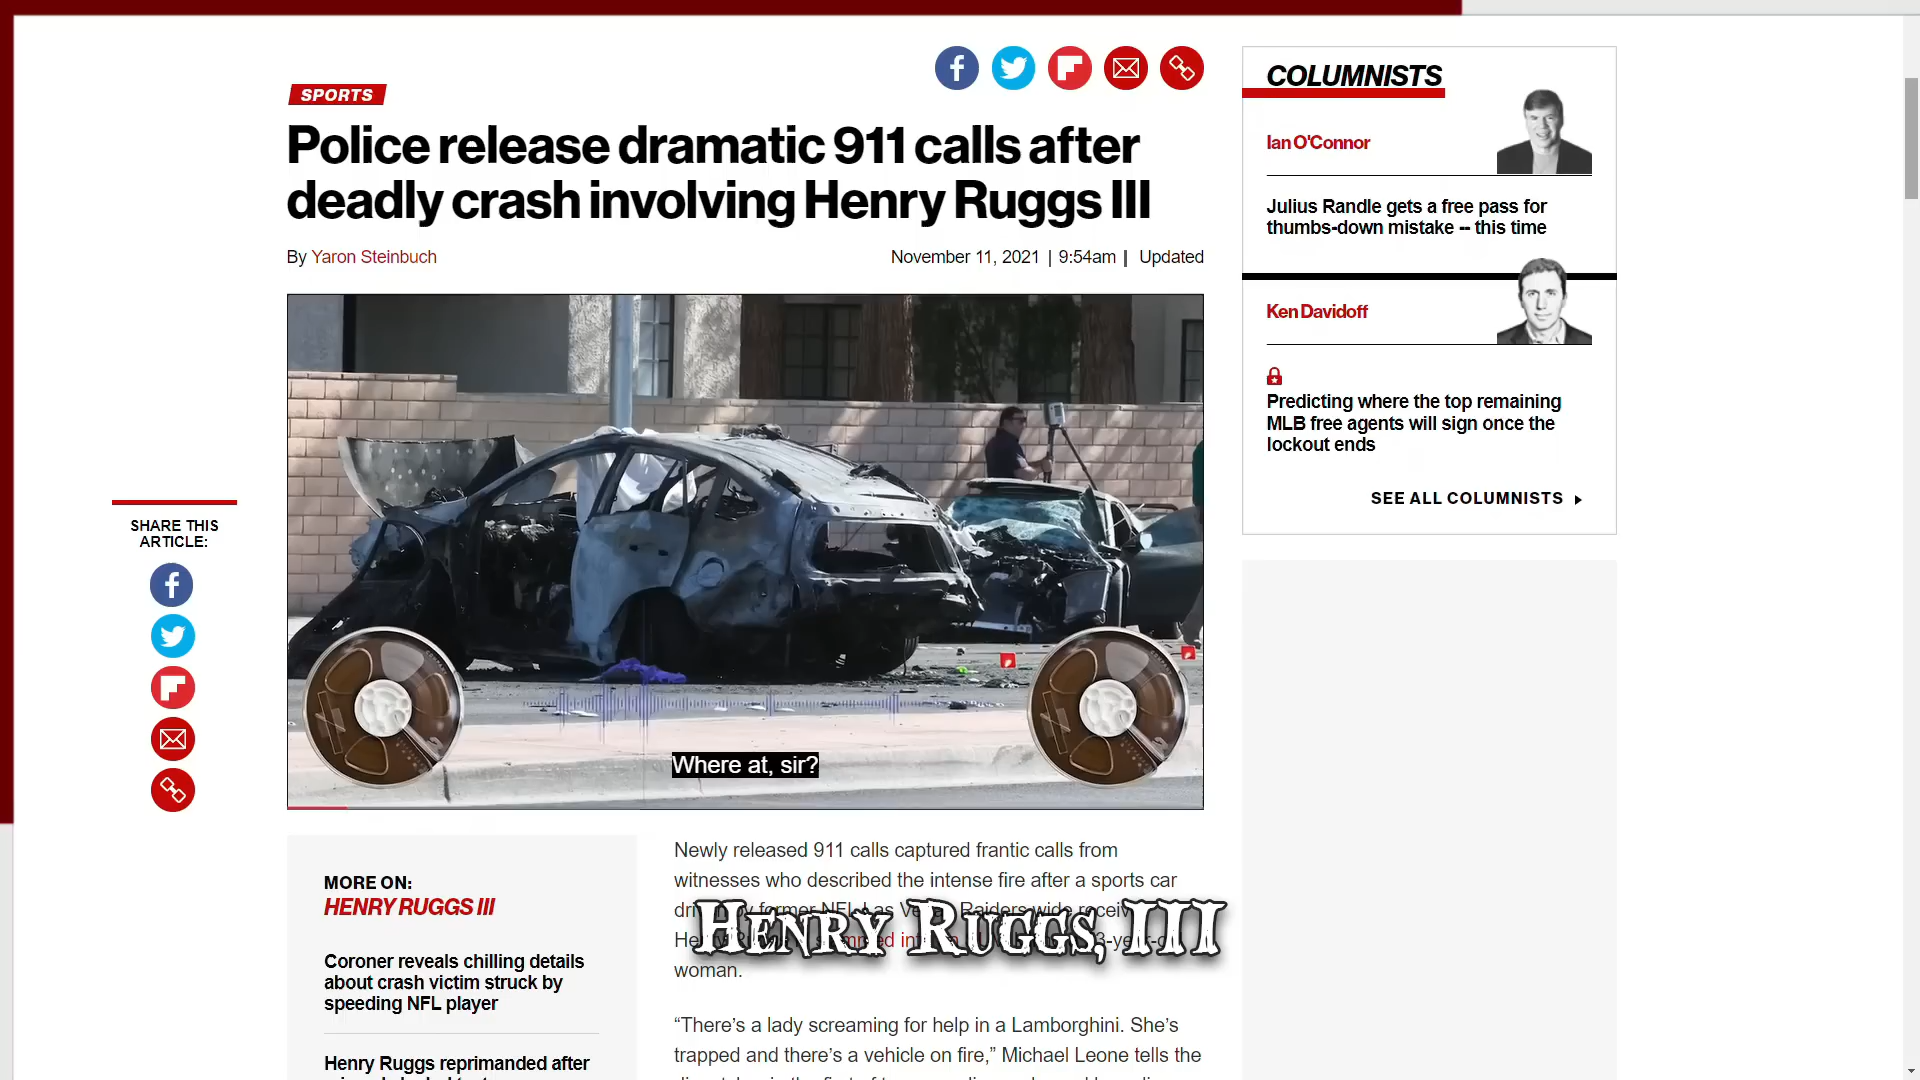 SPORTS
Police release dramatic 911 calls after
deadly crash involving Henry Ruggs III
By Yaron Steinbuch
November 11, 2021 | 9:54am | Updated
Where at, sir?
SHARE THIS
ARTICLE:
MORE ON:
HENRY RUGGS III
Coroner reveals chilling details
about crash victim struck by
speeding NFL player
Henry Ruggs reprimanded after
Newly released 911 calls captured frantic calls from
witnesses who described the intense fire after a sports car
by former NFL Las Raiders wide
Henry Ruggs, III
woman.
“There’s a lady screaming for help in a Lamborghini. She’s
trapped and there’s a vehicle on fire,” Michael Leone tells the
COLUMNISTS
Ian O'Connor
Julius Randle gets a free pass for
thumbs-down mistake -- this time
Ken Davidoff
Predicting where the top remaining
MLB free agents will sign once the
lockout ends
SEE ALL COLUMNISTS